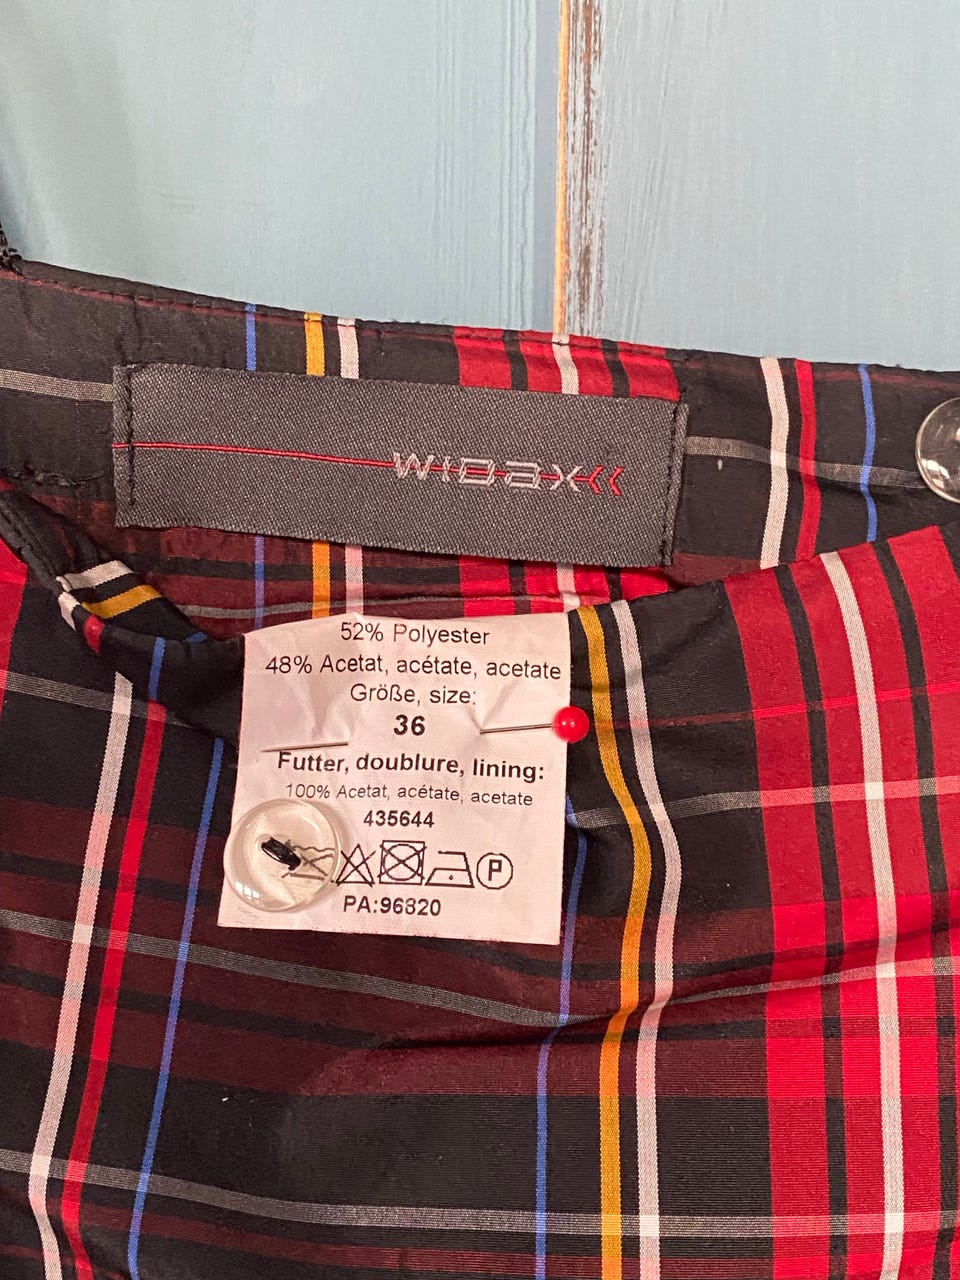 WIDAX
52% Polyester
48% Acetat, acétate, acetate
Größe, size:
36
Futter, doublure, lining:
100% Acetat, acétate, acetate
435644
P
PA:96820